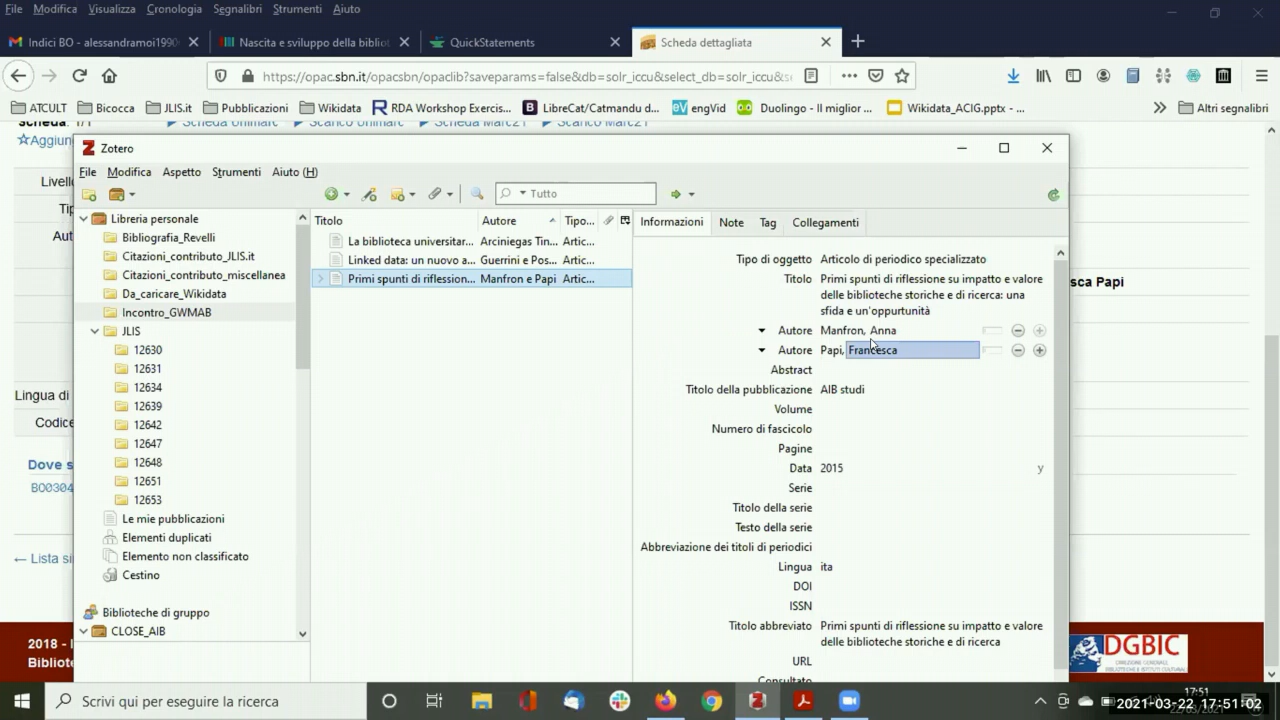 File Modifica Visualizza Cronologia Segnalibri Strumenti Aiuto
Indici BO - alessandramoi1990
Nascita e sviluppo della bibliot
QuickStatements
Scheda dettagliata
https://opac.sbn.it/opacsbn/opaclib?saveparams=false&db=solr_iccu&select_db=solr_iccu&se
ATCULT Bicocca JLIS.it Pubblicazioni Wikidata RDA Workshop Exercis... LibreCat/Catmandu d... engVid Duolingo - Il miglior ... Wikidata_ACIG.pptx - ... Altri segnalibri
Scheda: 1/1 Scheda Unimarc Scarico Unimarc Scheda Marc21 Scarico Marc21
Aggiun
Livello
Tip
Aut
sca Papi
Lingua di
Codice
Dove s
BO0304
← Lista si
2018 - I
Bibliote
DGBIC
Zotero
File Modifica Aspetto Strumenti Aiuto (H)
Tutto
Libreria personale
Bibliografia_Revelli
Citazioni_contributo_JLIS.it
Citazioni_contributo_miscellanea
Da_caricare_Wikidata
Incontro_GWMAB
JLIS
12630
12631
12634
12639
12642
12647
12648
12651
12653
Le mie pubblicazioni
Elementi duplicati
Elemento non classificato
Cestino
Biblioteche di gruppo
CLOSE_AIB
Titolo Autore Tipo...
La biblioteca universitar... Arciniegas Tin... Artic...
Linked data: un nuovo a... Guerrini e Pos... Artic...
Primi spunti di riflession... Manfron e Papi Artic...
Informazioni Note Tag Collegamenti
Tipo di oggetto Articolo di periodico specializzato
Titolo Primi spunti di riflessione su impatto e valore
delle biblioteche storiche e di ricerca: una
sfida e un'oppurtunità
Autore Manfron, Anna
Autore Papi, Francesca
Abstract
Titolo della pubblicazione AIB studi
Volume
Numero di fascicolo
Pagine
Data 2015 y
Serie
Titolo della serie
Testo della serie
Abbreviazione dei titoli di periodici
Lingua ita
DOI
ISSN
Titolo abbreviato Primi spunti di riflessione su impatto e valore
delle biblioteche storiche e di ricerca
URL
Consultato
Scrivi qui per eseguire la ricerca
17:51
2021-03-22 17:51:02